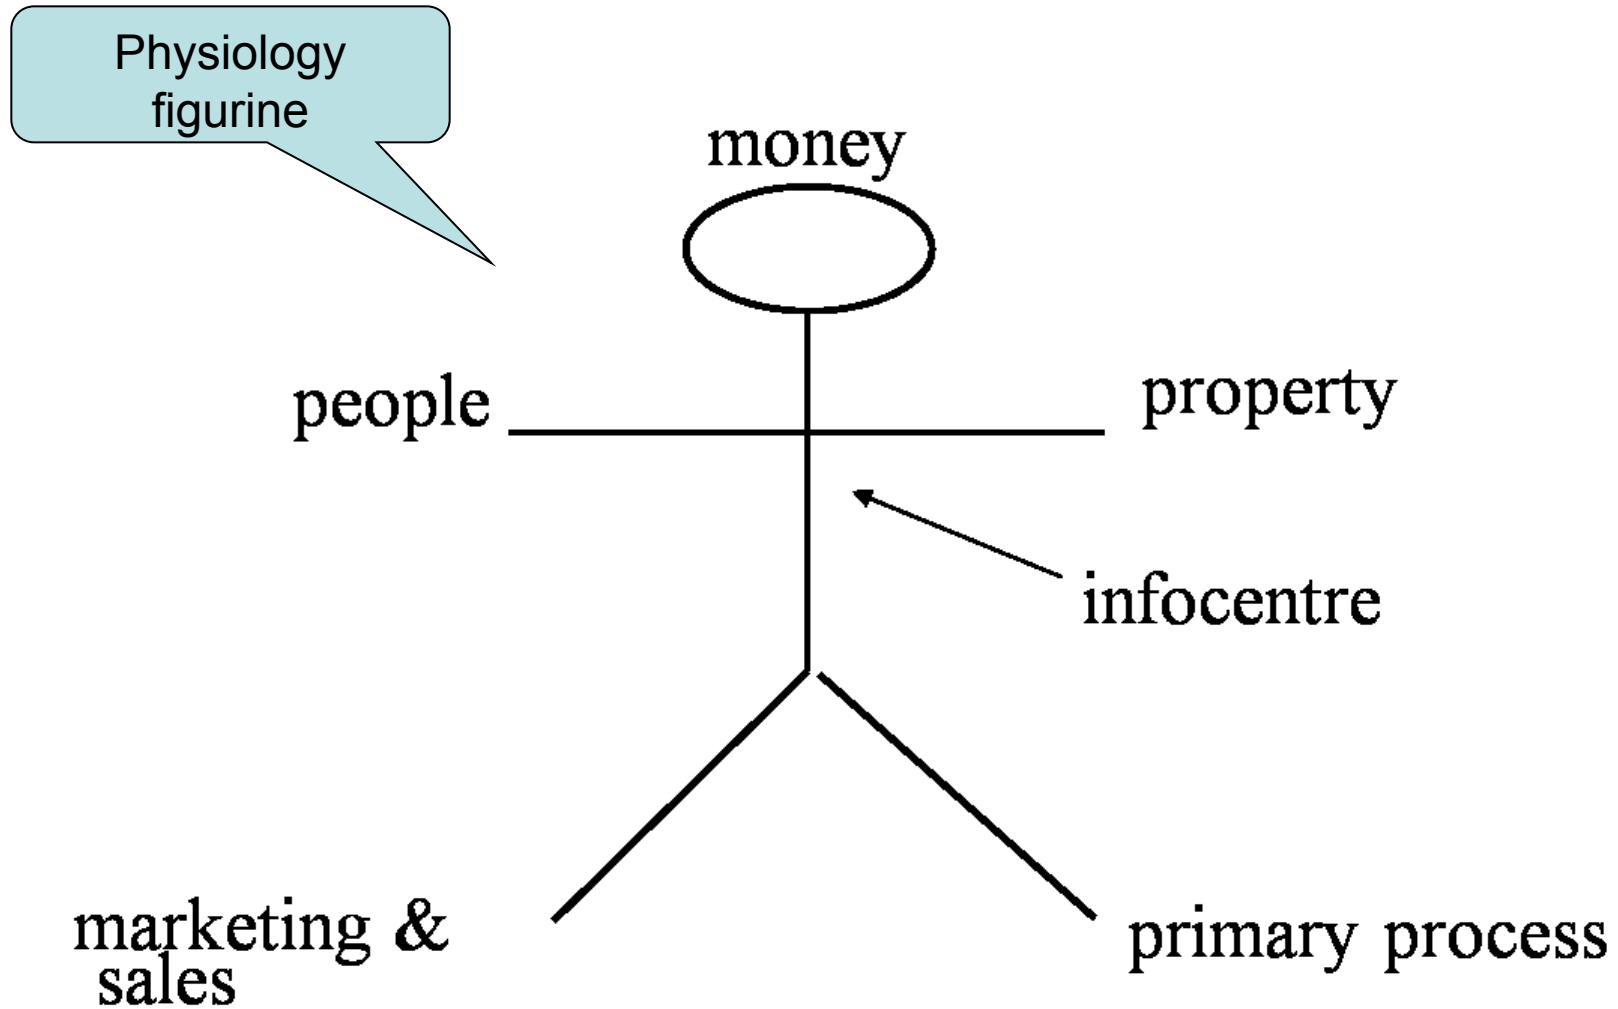 Physiology
figurine
money
people
property
infocentre
marketing &
sales
primary process